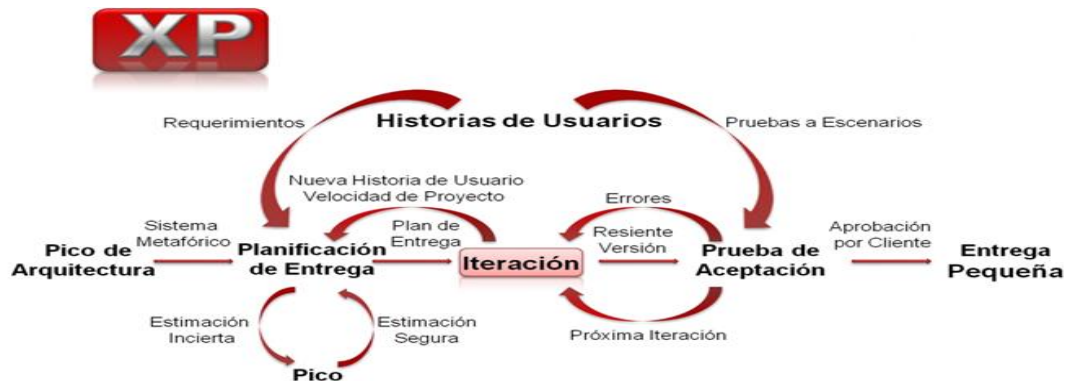 XP
Requerimientos
Historias de Usuarios
Pruebas a Escenarios
Nueva Historia de Usuario
Velocidad de Proyecto
Errores
Sistema
Metafórico
Plan de
Entrega
Resiente
Versión
Aprobación
por Cliente
Pico de
Arquitectura
Planificación
de Entrega
Iteración
Prueba de
Aceptación
Entrega
Pequeña
Estimación
Incierta
Estimación
Segura
Próxima Iteración
Pico